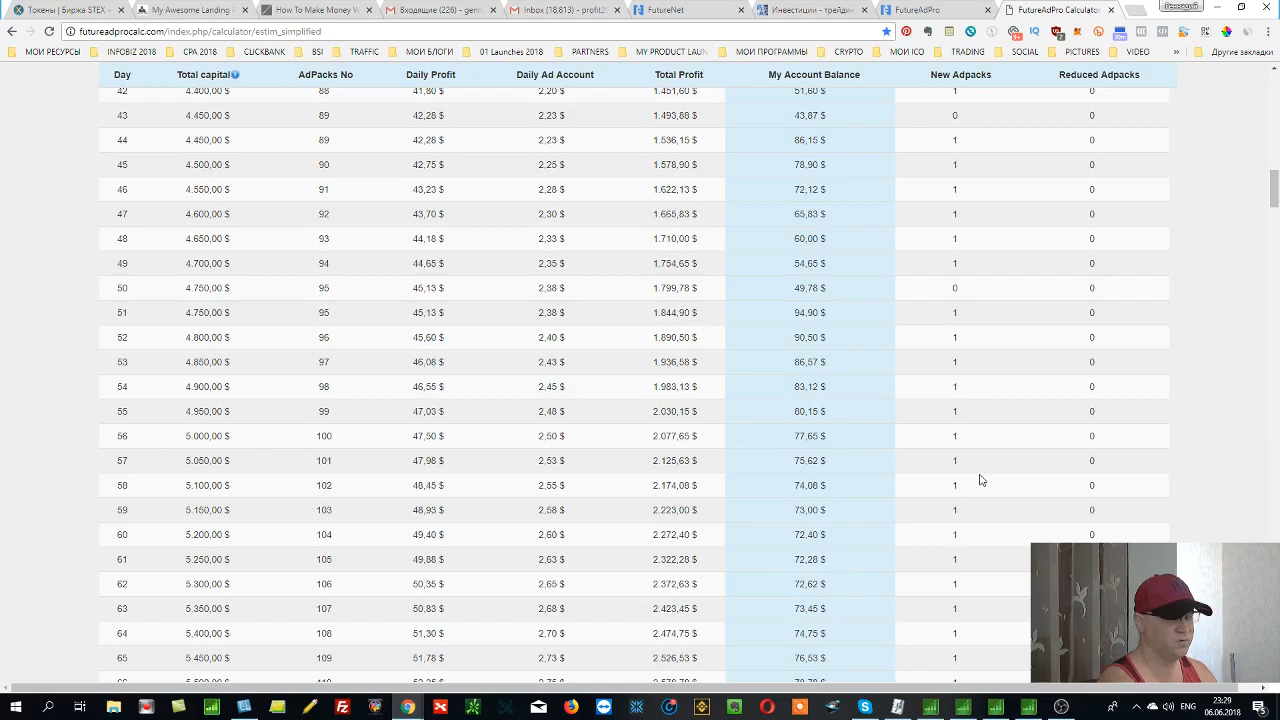 Токены | Биржа STEX -
My Awesome Landing
How To Make Money W
Входящие (226) - genn
Inbox (18,813) - profit20
FutureNet
Инвестиции - трейди
FutureAdPro
FutureAdPro Calculator
futureadprocalc.com/index.php/calculator/estim_simplified
МОИ РЕСУРСЫ INFOBIZ 2018 CPA 2018 CLICKBANK BSI TRAFFIC МОИ БЛОГИ 01 Launches 2018 PARTNERS MY PRODUCT LAUN МОИ ПРОГРАММЫ CRYPTO МОИ ICO TRADING SOCIAL PICTURES VIDEO » Другие закладки
Day Total capital AdPacks No Daily Profit Daily Ad Account Total Profit My Account Balance New Adpacks Reduced Adpacks
42 4.400,00 $ 88 41,80 $ 2,20 $ 1.451,60 $ 51,60 $ 1 0
43 4.450,00 $ 89 42,28 $ 2,23 $ 1.493,88 $ 43,87 $ 0 0
44 4.450,00 $ 89 42,28 $ 2,23 $ 1.536,15 $ 86,15 $ 1 0
45 4.500,00 $ 90 42,75 $ 2,25 $ 1.578,90 $ 78,90 $ 1 0
46 4.550,00 $ 91 43,23 $ 2,28 $ 1.622,13 $ 72,12 $ 1 0
47 4.600,00 $ 92 43,70 $ 2,30 $ 1.665,83 $ 65,83 $ 1 0
48 4.650,00 $ 93 44,18 $ 2,33 $ 1.710,00 $ 60,00 $ 1 0
49 4.700,00 $ 94 44,65 $ 2,35 $ 1.754,65 $ 54,65 $ 1 0
50 4.750,00 $ 95 45,13 $ 2,38 $ 1.799,78 $ 49,78 $ 0 0
51 4.750,00 $ 95 45,13 $ 2,38 $ 1.844,90 $ 94,90 $ 1 0
52 4.800,00 $ 96 45,60 $ 2,40 $ 1.890,50 $ 90,50 $ 1 0
53 4.850,00 $ 97 46,08 $ 2,43 $ 1.936,58 $ 86,57 $ 1 0
54 4.900,00 $ 98 46,55 $ 2,45 $ 1.983,13 $ 83,12 $ 1 0
55 4.950,00 $ 99 47,03 $ 2,48 $ 2.030,15 $ 80,15 $ 1 0
56 5.000,00 $ 100 47,50 $ 2,50 $ 2.077,65 $ 77,65 $ 1 0
57 5.050,00 $ 101 47,98 $ 2,53 $ 2.125,63 $ 75,62 $ 1 0
58 5.100,00 $ 102 48,45 $ 2,55 $ 2.174,08 $ 74,08 $ 1 0
59 5.150,00 $ 103 48,93 $ 2,58 $ 2.223,00 $ 73,00 $ 1 0
60 5.200,00 $ 104 49,40 $ 2,60 $ 2.272,40 $ 72,40 $ 1 0
61 5.250,00 $ 105 49,88 $ 2,63 $ 2.322,28 $ 72,28 $ 1
62 5.300,00 $ 106 50,35 $ 2,65 $ 2.372,63 $ 72,62 $ 1
63 5.350,00 $ 107 50,83 $ 2,68 $ 2.423,45 $ 73,45 $ 1
64 5.400,00 $ 108 51,30 $ 2,70 $ 2.474,75 $ 74,75 $ 1
65 5.450,00 $ 109 51,78 $ 2,73 $ 2.526,53 $ 76,53 $ 1
ENG
23:29
06.06.2018